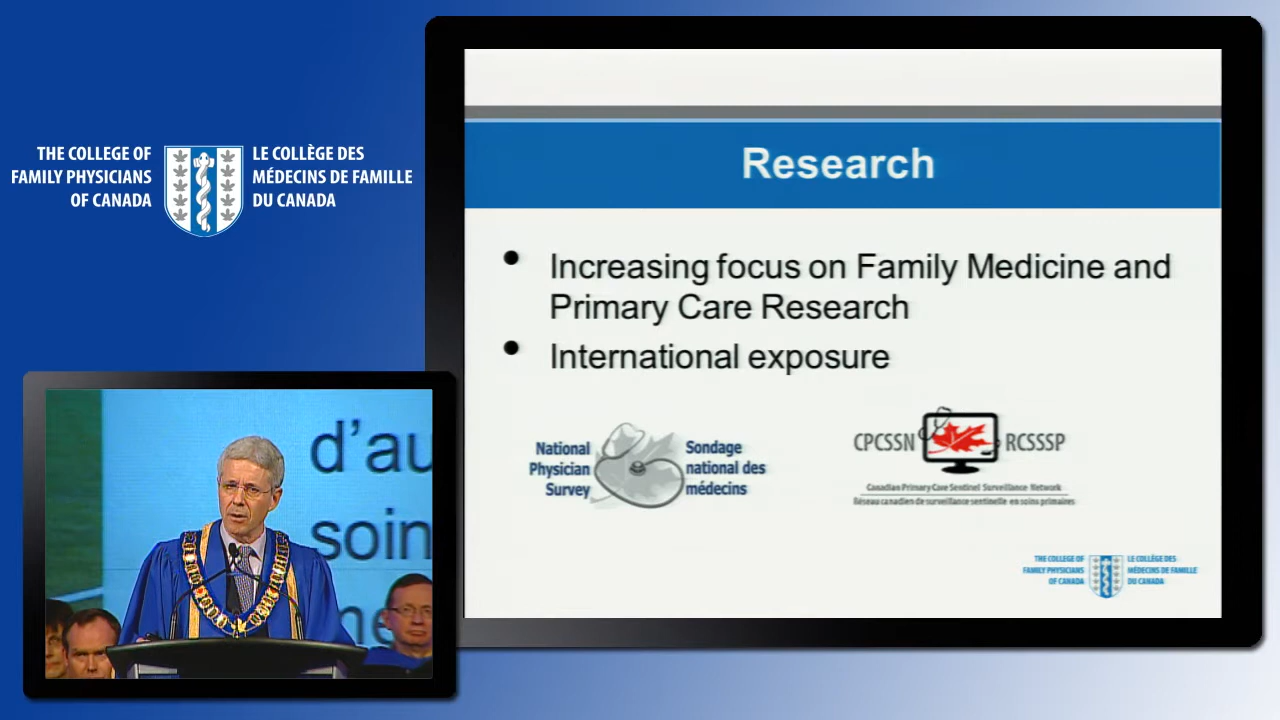 THE COLLEGE OF
FAMILY PHYSICIANS
OF CANADA
LE COLLÈGE DES
MÉDECINS DE FAMILLE
DU CANADA
Research
• Increasing focus on Family Medicine and
Primary Care Research
• International exposure
National
Physician
Survey
Sondage
national des
médecins
CPCSSN
RCSSSP
Canadian Primary Care Sentinel Surveillance Network
Réseau canadien de surveillance sentinelle en soins primaires
THE COLLEGE OF
FAMILY PHYSICIANS
OF CANADA
LE COLLÈGE DES
MÉDECINS DE FAMILLE
DU CANADA
d'au
soin
me